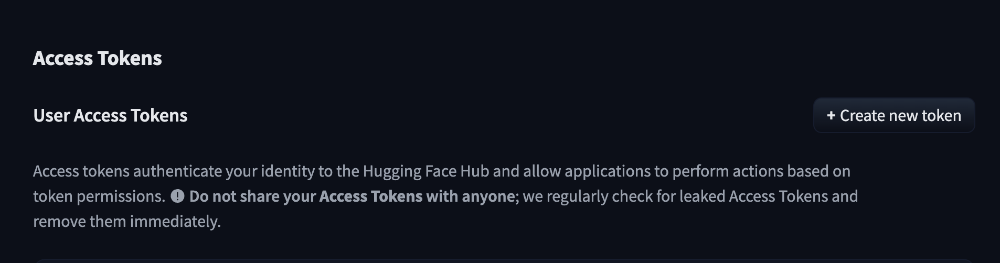 Access Tokens
User Access Tokens
+ Create new token
Access tokens authenticate your identity to the Hugging Face Hub and allow applications to perform actions based on
token permissions. ! Do not share your Access Tokens with anyone; we regularly check for leaked Access Tokens and
remove them immediately.